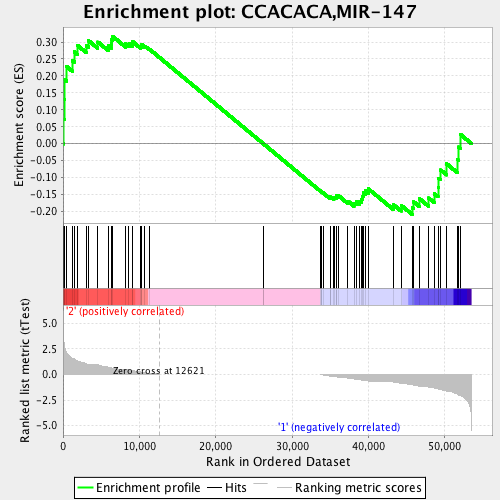 Enrichment plot: CCACACA,MIR-147
Enrichment score (ES)
0.30
0.25
0.20
0.15
0.10
0.05
0.00
-0.05
-0.10
-0.15
-0.20
'2' (positively correlated)
Ranked list metric (tTest)
5.0
2.5
0.0
-2.5
-5.0
Zero cross at 12621
'1' (negatively correlated)
0
10,000
20,000
30,000
40,000
50,000
Rank in Ordered Dataset
Enrichment profile
Hits
Ranking metric scores